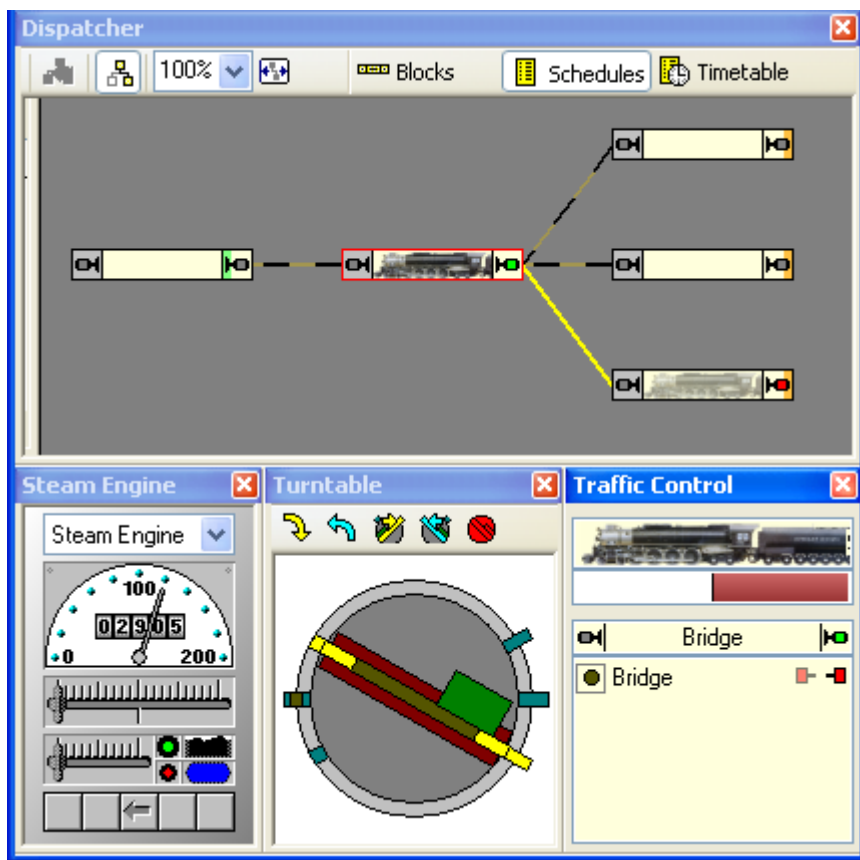 Dispatcher
100% Blocks Schedules Timetable
Steam Engine
Turntable
Traffic Control
Steam Engine
100
02905
0 200
Bridge
Bridge